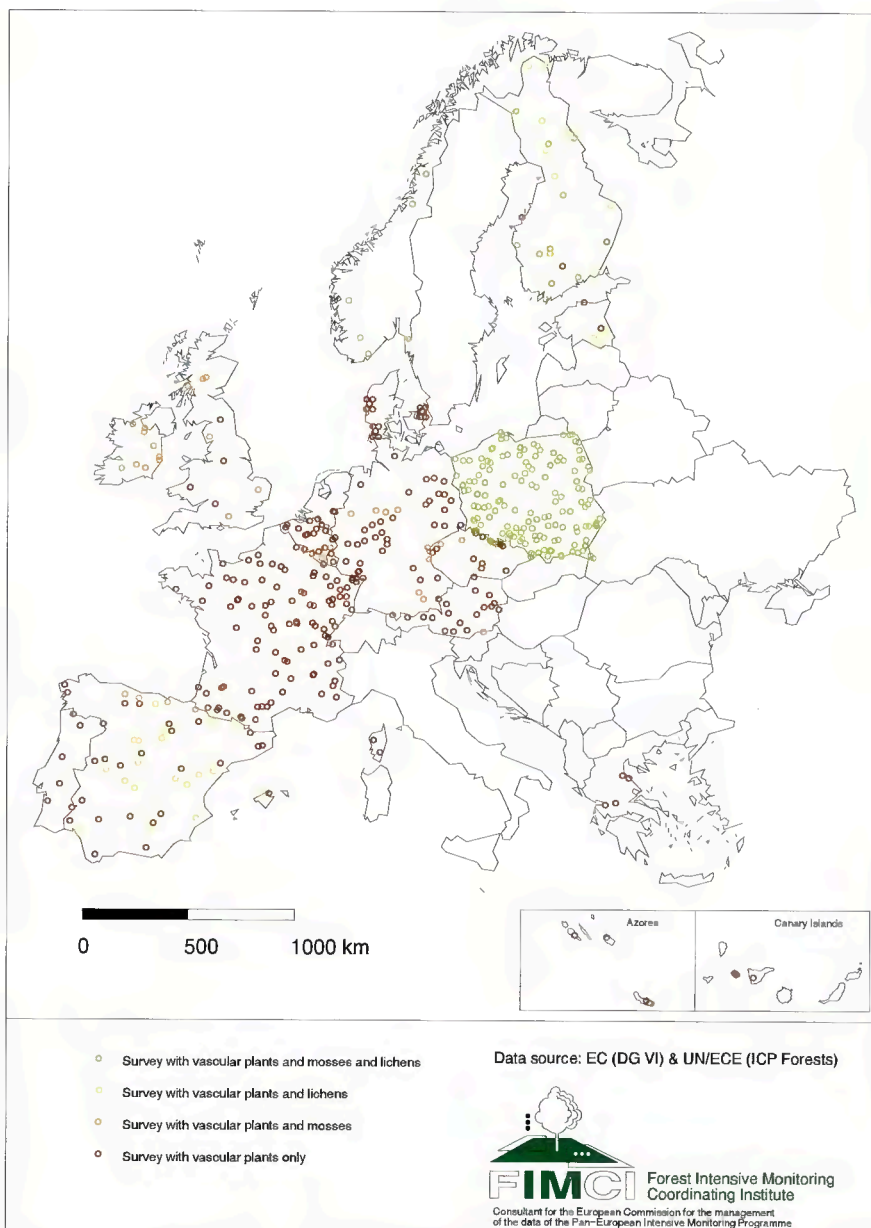 0 500 1000 km
Azores
Canary Islands
Survey with vascular plants and mosses and lichens
Survey with vascular plants and lichens
Survey with vascular plants and mosses
Survey with vascular plants only
Data source: EC (DG VI) & UN/ECE (ICP Forests)
FIMCI
Forest Intensive Monitoring
Coordinating Institute
Consultant for the European Commission for the management
of the data of the Pan-European Intensive Monitoring Programme